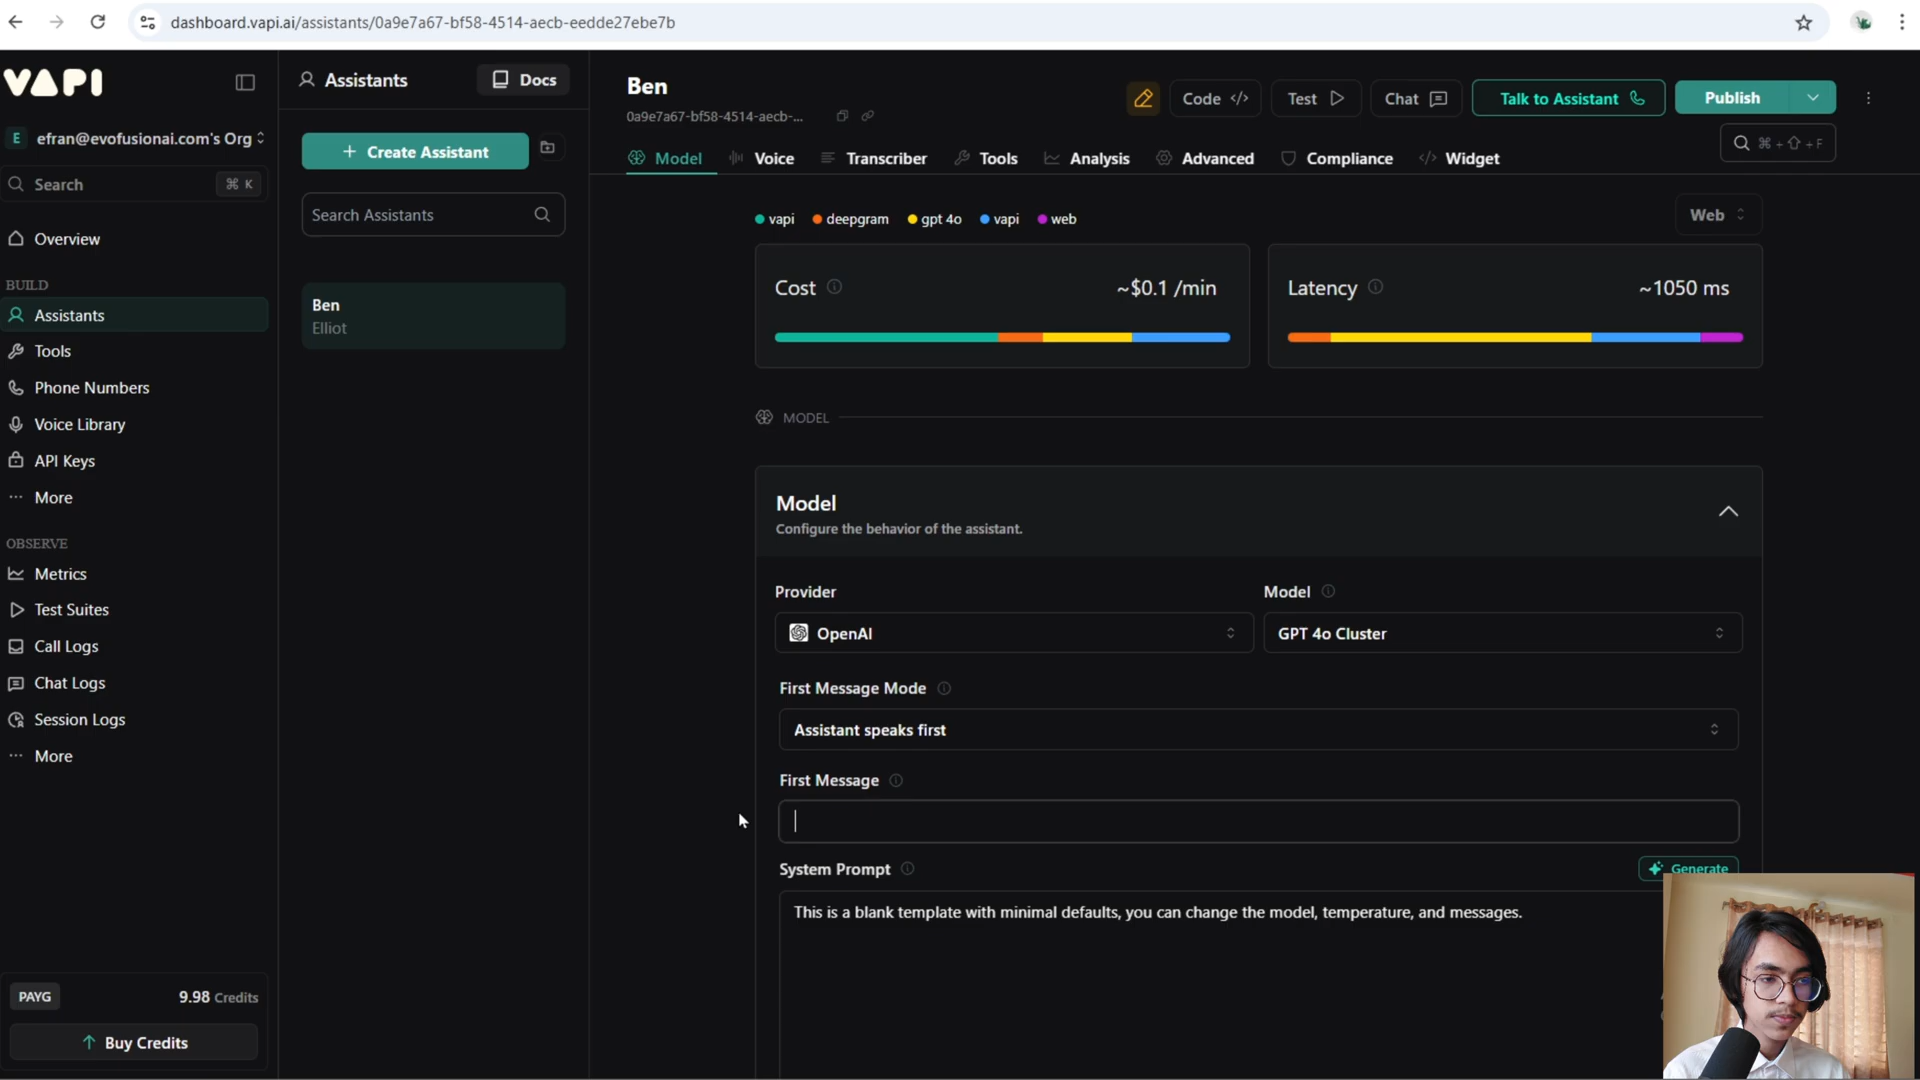 dashboard.vapi.ai/assistants/0a9e7a67-bf58-4514-aecb-eedde27ebe7b
VAPI
E efran@evofusionai.com's Org
Search ⌘ K
Overview
BUILD
Assistants
Tools
Phone Numbers
Voice Library
API Keys
More
OBSERVE
Metrics
Test Suites
Call Logs
Chat Logs
Session Logs
More
PAYG 9.98 Credits
Buy Credits
Assistants Docs
+ Create Assistant
Search Assistants
Ben
Elliot
Ben
0a9e7a67-bf58-4514-aecb-...
Code </> Test Chat Talk to Assistant Publish
⌘ + ⇧ + F
Model Voice Transcriber Tools Analysis Advanced Compliance </> Widget
vapi deepgram gpt 4o vapi web
Web
Cost ~$0.1 /min
Latency ~1050 ms
MODEL
Model
Configure the behavior of the assistant.
Provider Model
OpenAI GPT 4o Cluster
First Message Mode
Assistant speaks first
First Message
System Prompt Generate
This is a blank template with minimal defaults, you can change the model, temperature, and messages.